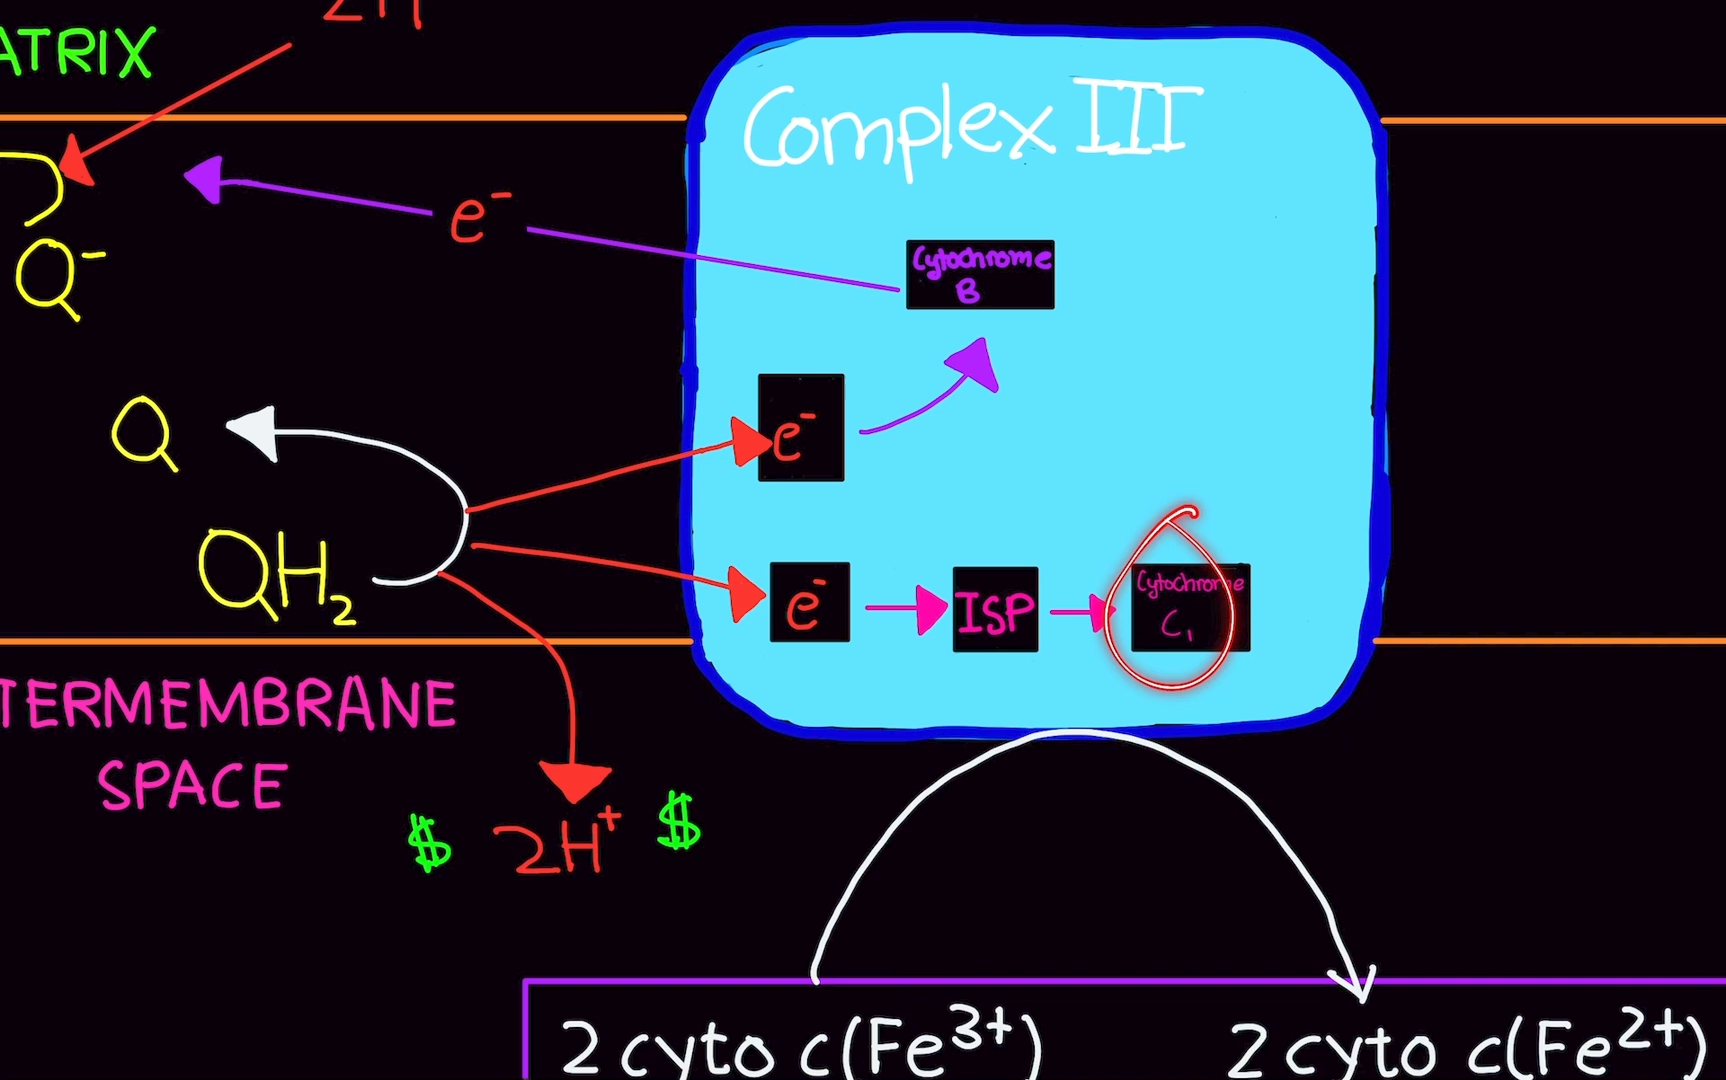 ATRIX
Complex III
e⁻
Q⁻
Cytochrome
B
Q
e⁻
QH₂
e⁻
ISP
Cytochrome
C₁
TERMEMBRANE
SPACE
$ 2H⁺ $
2 cyto c(Fe³⁺)
2 cyto c(Fe²⁺)